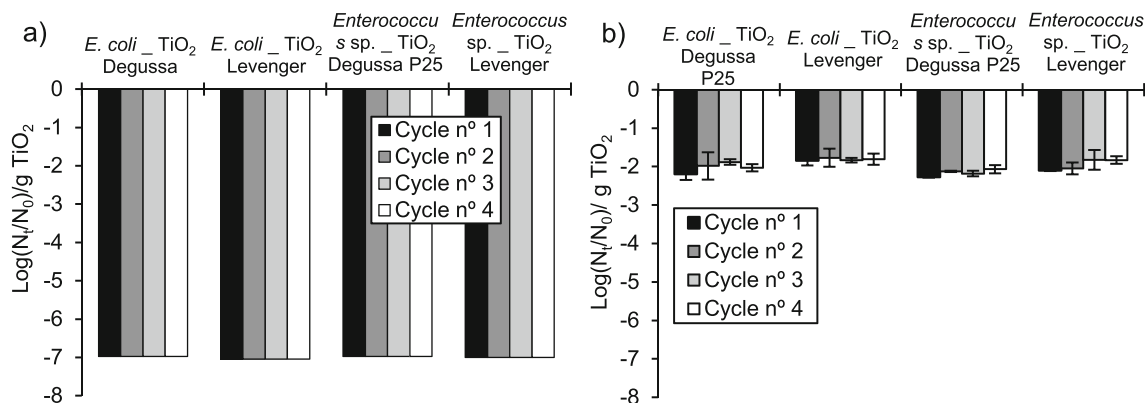 a)
E. coli _ TiO2
Degussa
E. coli _ TiO2
Levenger
Enterococcu
s sp. _ TiO2
Degussa P25
Enterococcus
sp. _ TiO2
Levenger
Log(Nt/N0)/g TiO2
0
-1
-2
-3
-4
-5
-6
-7
-8
Cycle nº 1
Cycle nº 2
Cycle nº 3
Cycle nº 4
b)
E. coli _ TiO2
Degussa
P25
E. coli _ TiO2
Levenger
Enterococcu
s sp. _ TiO2
Degussa P25
Enterococcus
sp. _ TiO2
Levenger
Log(Nt/N0)/ g TiO2
0
-1
-2
-3
-4
-5
-6
-7
-8
Cycle nº 1
Cycle nº 2
Cycle nº 3
Cycle nº 4